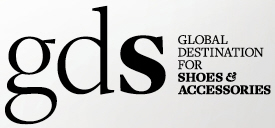 gds
GLOBAL
DESTINATION
FOR
SHOES &
ACCESSORIES